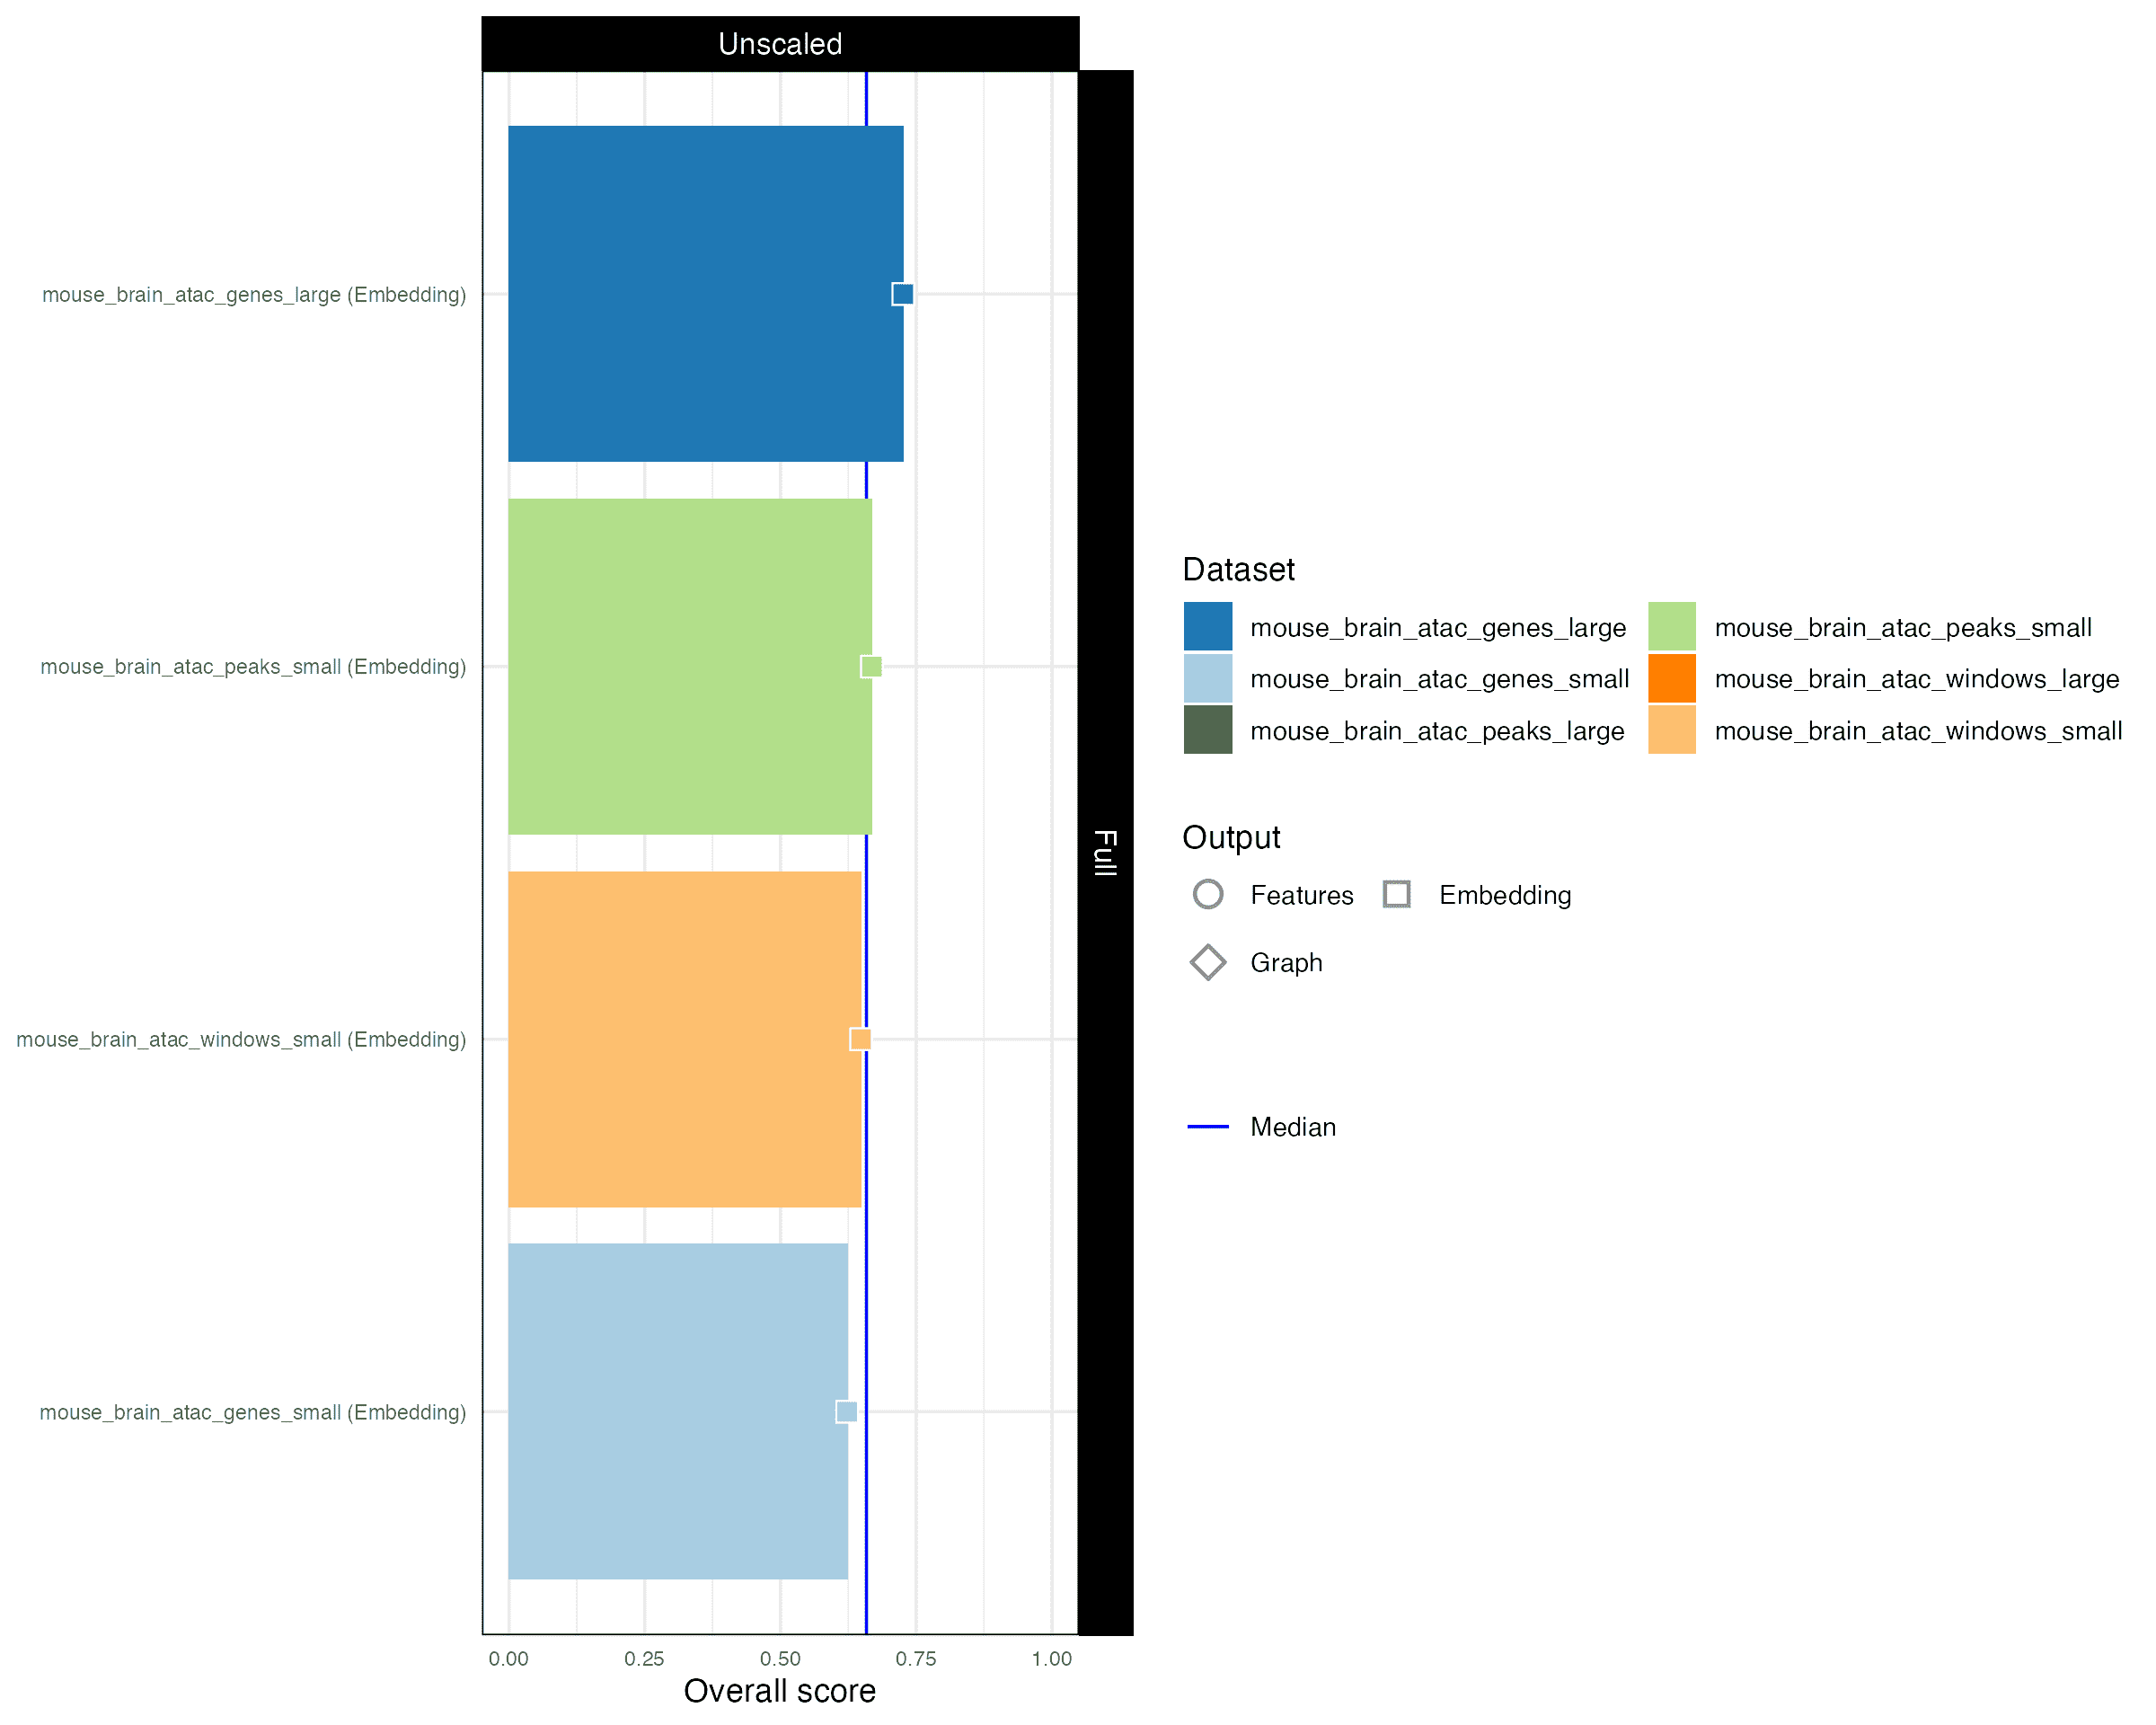 Unscaled
mouse_brain_atac_genes_large (Embedding)
mouse_brain_atac_peaks_small (Embedding)
mouse_brain_atac_windows_small (Embedding)
mouse_brain_atac_genes_small (Embedding)
0.00 0.25 0.50 0.75 1.00
Overall score
Full
Dataset
mouse_brain_atac_genes_large mouse_brain_atac_peaks_small
mouse_brain_atac_genes_small mouse_brain_atac_windows_large
mouse_brain_atac_peaks_large mouse_brain_atac_windows_small
Output
Features Embedding
Graph
Median